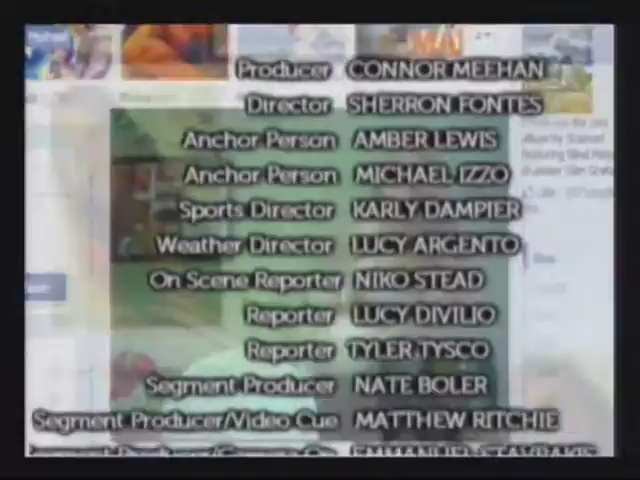 Producer CONNOR MEEHAN
Director SHERRON FONTES
Anchor Person AMBER LEWIS
Anchor Person MICHAEL IZZO
Sports Director KARLY DAMPIER
Weather Director LUCY ARGENTO
On Scene Reporter NIKO STEAD
Reporter LUCY DIVILIO
Reporter TYLER TYSCO
Segment Producer NATE BOLER
Segment Producer/Video Cue MATTHEW RITCHIE